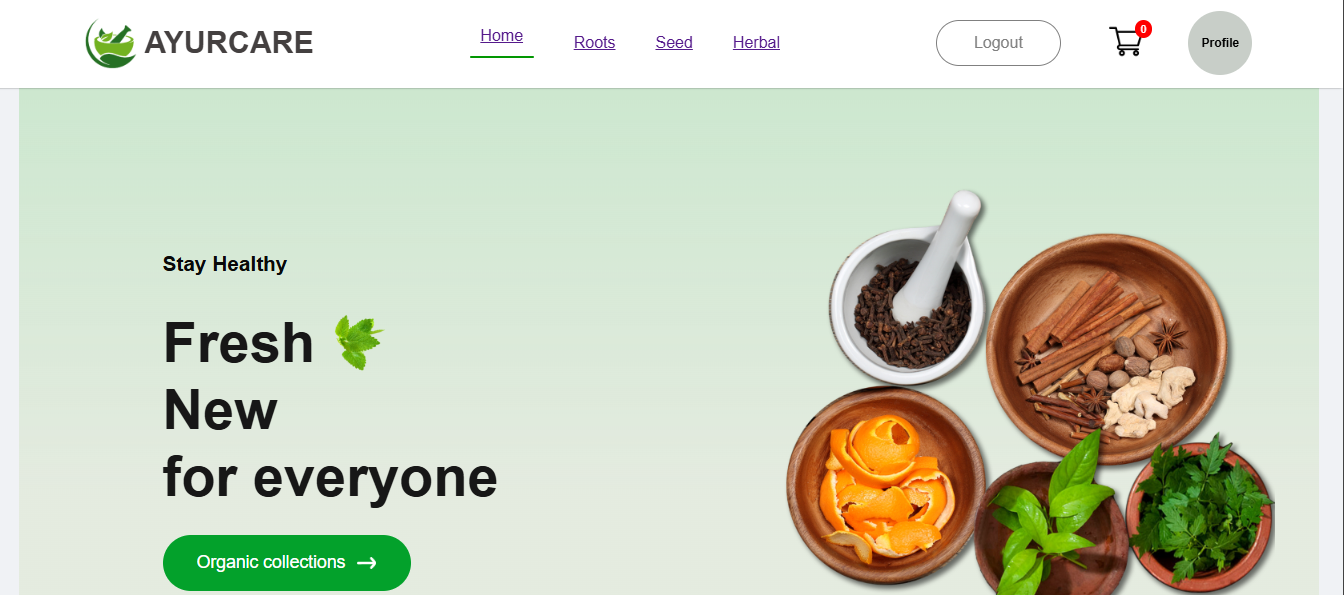 AYURCARE
Home
Roots
Seed
Herbal
Logout
0
Profile
Stay Healthy
Fresh
New
for everyone
Organic collections →